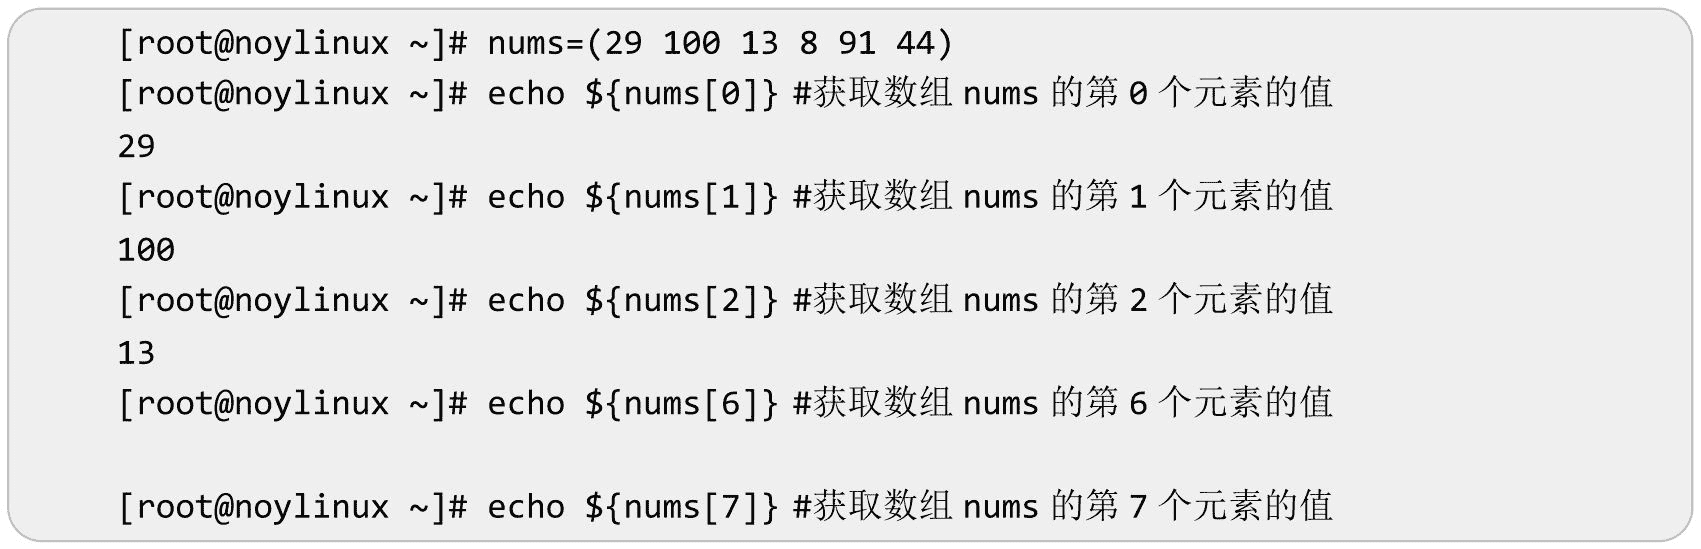 [root@noylinux ~]# nums=(29 100 13 8 91 44)
[root@noylinux ~]# echo ${nums[0]} #获取数组 nums 的第 0 个元素的值
29
[root@noylinux ~]# echo ${nums[1]} #获取数组 nums 的第 1 个元素的值
100
[root@noylinux ~]# echo ${nums[2]} #获取数组 nums 的第 2 个元素的值
13
[root@noylinux ~]# echo ${nums[6]} #获取数组 nums 的第 6 个元素的值
[root@noylinux ~]# echo ${nums[7]} #获取数组 nums 的第 7 个元素的值